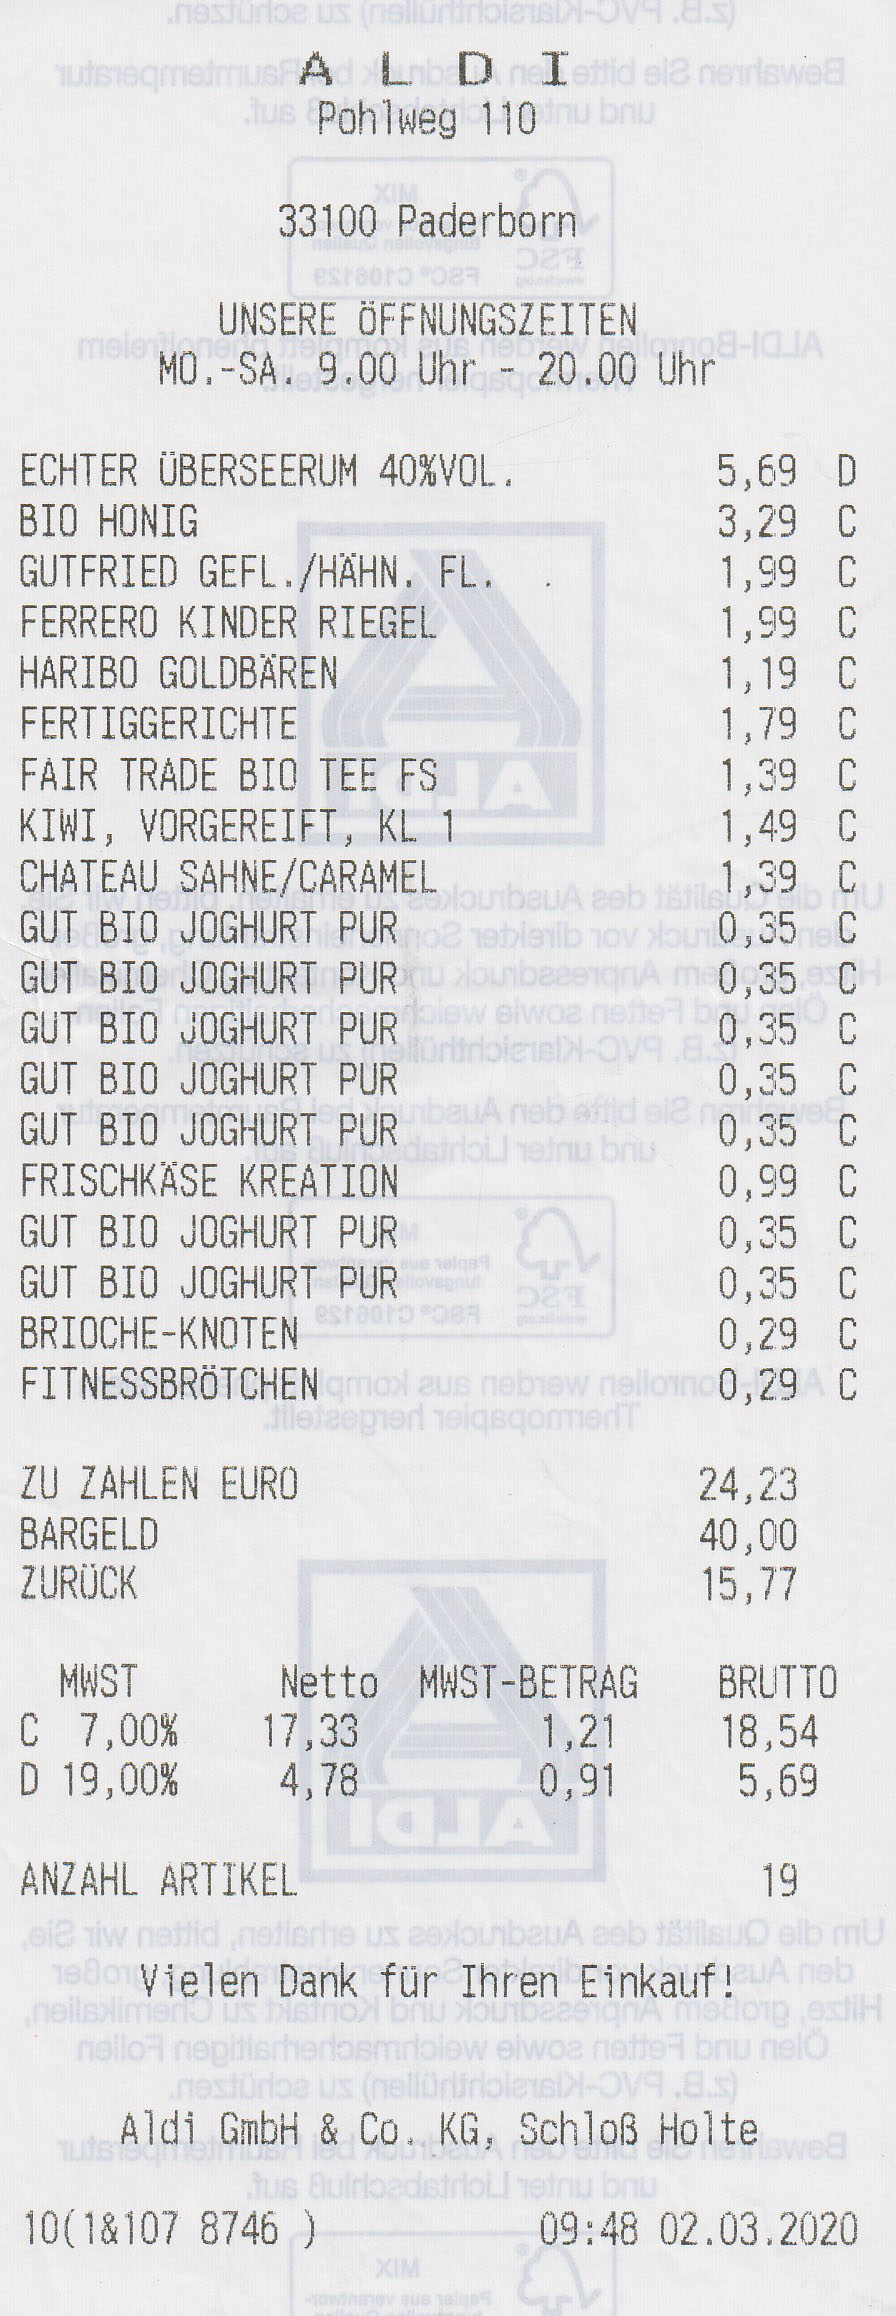 A L D I
Pohlweg 110
33100 Paderborn
UNSERE ÖFFNUNGSZEITEN
MO.-SA. 9.00 Uhr - 20.00 Uhr
ECHTER ÜBERSEERUM 40%VOL. 5,69 D
BIO HONIG 3,29 C
GUTFRIED GEFL./HÄHN. FL. 1,99 C
FERRERO KINDER RIEGEL 1,99 C
HARIBO GOLDBÄREN 1,19 C
FERTIGGERICHTE 1,79 C
FAIR TRADE BIO TEE FS 1,39 C
KIWI, VORGEREIFT, KL 1 1,49 C
CHATEAU SAHNE/CARAMEL 1,39 C
GUT BIO JOGHURT PUR 0,35 C
GUT BIO JOGHURT PUR 0,35 C
GUT BIO JOGHURT PUR 0,35 C
GUT BIO JOGHURT PUR 0,35 C
GUT BIO JOGHURT PUR 0,35 C
FRISCHKÄSE KREATION 0,99 C
GUT BIO JOGHURT PUR 0,35 C
GUT BIO JOGHURT PUR 0,35 C
BRIOCHE-KNOTEN 0,29 C
FITNESSBRÖTCHEN 0,29 C
ZU ZAHLEN EURO 24,23
BARGELD 40,00
ZURÜCK 15,77
MWST Netto MWST-BETRAG BRUTTO
C 7,00% 17,33 1,21 18,54
D 19,00% 4,78 0,91 5,69
ANZAHL ARTIKEL 19
Vielen Dank für Ihren Einkauf!
Aldi GmbH & Co. KG, Schloß Holte
10(1&107 8746 ) 09:48 02.03.2020